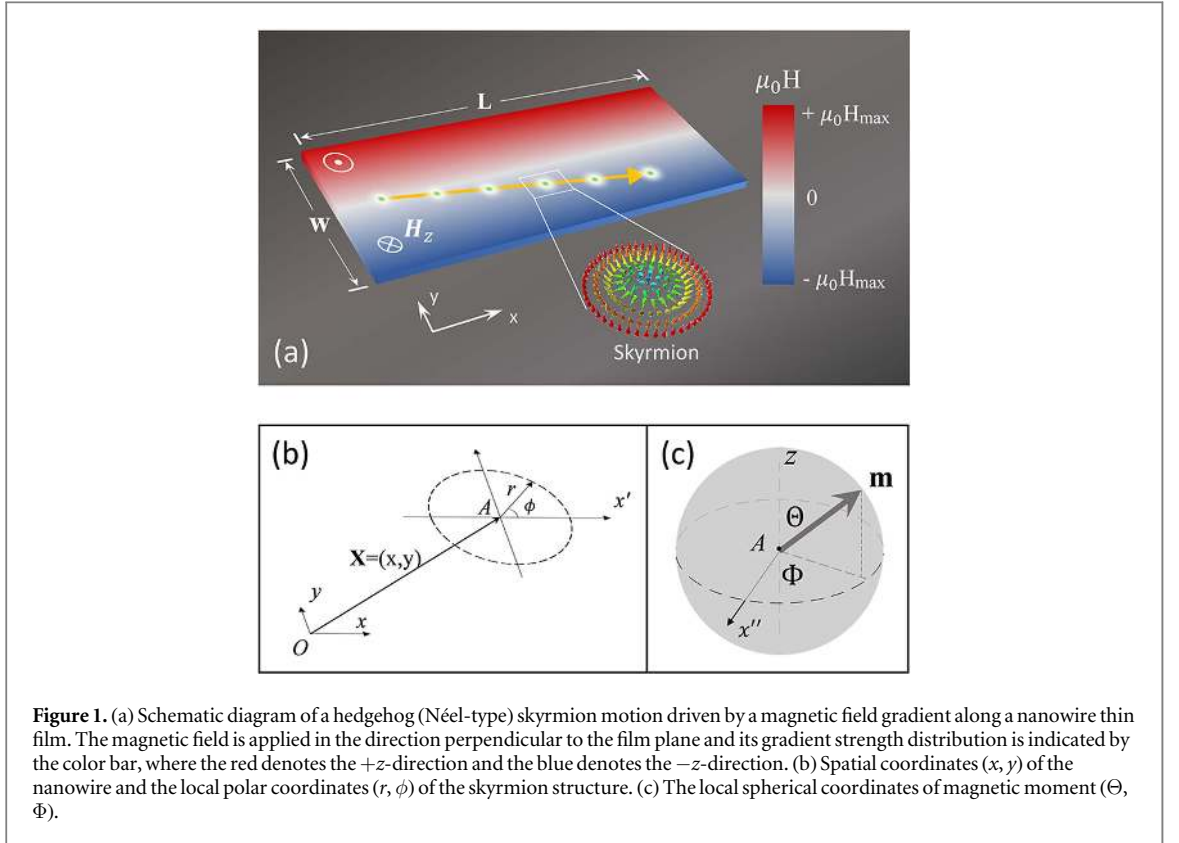 L
W
H_z
y
x
μ₀H
+ μ₀H_max
0
- μ₀H_max
Skyrmion
(a)
(b)
r
A
ϕ
x′
X=(x,y)
y
x
O
(c)
z
m
Θ
A
Φ
x″
Figure 1. (a) Schematic diagram of a hedgehog (Néel-type) skyrmion motion driven by a magnetic field gradient along a nanowire thin
film. The magnetic field is applied in the direction perpendicular to the film plane and its gradient strength distribution is indicated by
the color bar, where the red denotes the +z-direction and the blue denotes the −z-direction. (b) Spatial coordinates (x, y) of the
nanowire and the local polar coordinates (r, ϕ) of the skyrmion structure. (c) The local spherical coordinates of magnetic moment (Θ,
Φ).